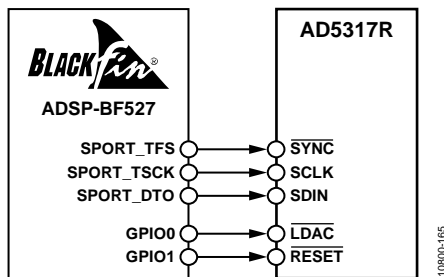 AD5317R
BLACKfin®
ADSP-BF527
SPORT_TFS SYNC
SPORT_TSCK SCLK
SPORT_DTO SDIN
GPIO0 LDAC
GPIO1 RESET
10800-165